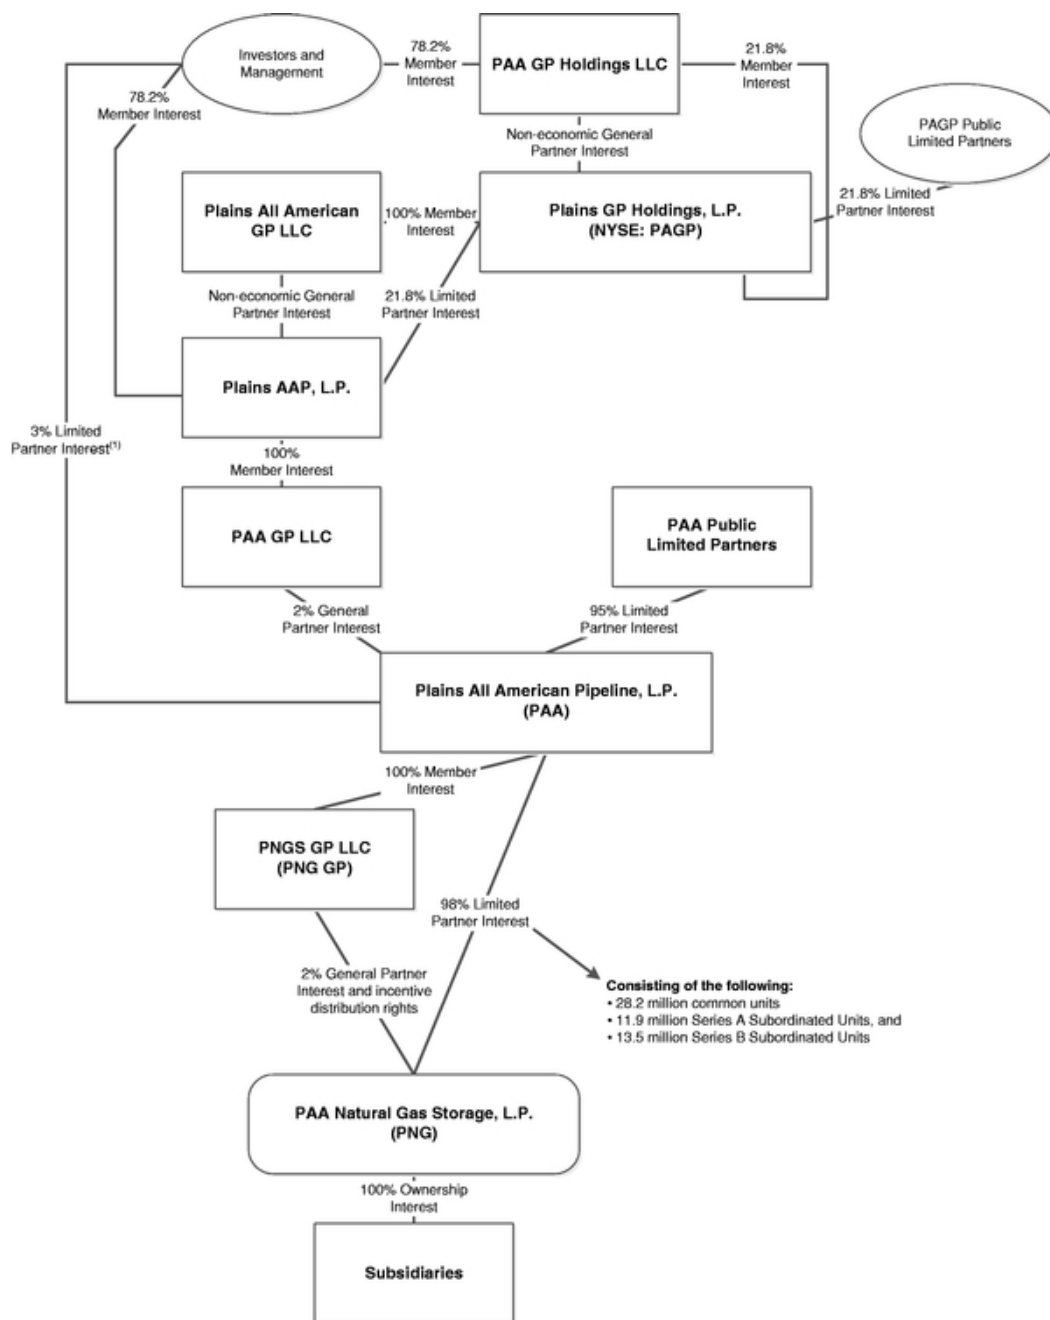 Investors and
Management
78.2%
Member
Interest
PAA GP Holdings LLC
21.8%
Member
Interest
78.2%
Member Interest
PAGP Public
Limited Partners
Non-economic General
Partner Interest
Plains All American
GP LLC
100% Member
Interest
Plains GP Holdings, L.P.
(NYSE: PAGP)
21.8% Limited
Partner Interest
Non-economic General
Partner Interest
21.8% Limited
Partner Interest
Plains AAP, L.P.
3% Limited
Partner Interest(1)
100%
Member Interest
PAA GP LLC
PAA Public
Limited Partners
2% General
Partner Interest
95% Limited
Partner Interest
Plains All American Pipeline, L.P.
(PAA)
100% Member
Interest
PNGS GP LLC
(PNG GP)
98% Limited
Partner Interest
2% General Partner
Interest and incentive
distribution rights
Consisting of the following:
• 28.2 million common units
• 11.9 million Series A Subordinated Units, and
• 13.5 million Series B Subordinated Units
PAA Natural Gas Storage, L.P.
(PNG)
100% Ownership
Interest
Subsidiaries